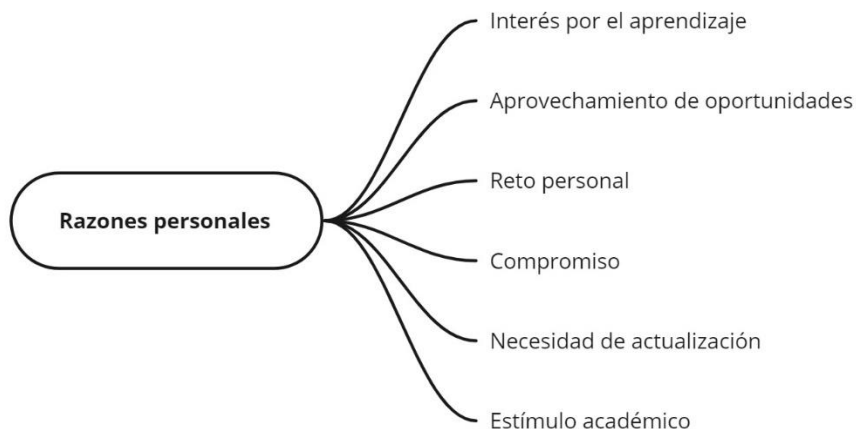 Razones personales
Interés por el aprendizaje
Aprovechamiento de oportunidades
Reto personal
Compromiso
Necesidad de actualización
Estímulo académico